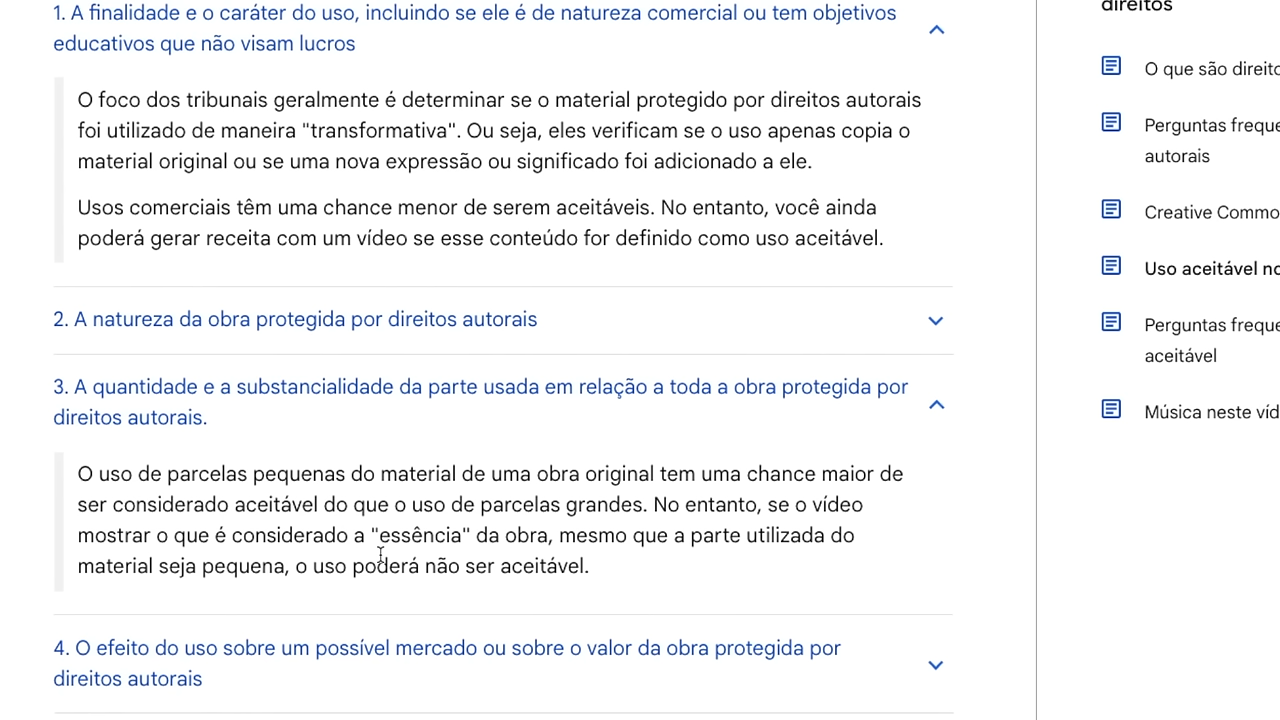 1. A finalidade e o caráter do uso, incluindo se ele é de natureza comercial ou tem objetivos
educativos que não visam lucros
O foco dos tribunais geralmente é determinar se o material protegido por direitos autorais
foi utilizado de maneira "transformativa". Ou seja, eles verificam se o uso apenas copia o
material original ou se uma nova expressão ou significado foi adicionado a ele.
Usos comerciais têm uma chance menor de serem aceitáveis. No entanto, você ainda
poderá gerar receita com um vídeo se esse conteúdo for definido como uso aceitável.
2. A natureza da obra protegida por direitos autorais
3. A quantidade e a substancialidade da parte usada em relação a toda a obra protegida por
direitos autorais.
O uso de parcelas pequenas do material de uma obra original tem uma chance maior de
ser considerado aceitável do que o uso de parcelas grandes. No entanto, se o vídeo
mostrar o que é considerado a "essência" da obra, mesmo que a parte utilizada do
material seja pequena, o uso poderá não ser aceitável.
4. O efeito do uso sobre um possível mercado ou sobre o valor da obra protegida por
direitos autorais
direitos
O que são
Perguntas
autorais
Creative
Uso aceitável
Perguntas
aceitável
Música neste